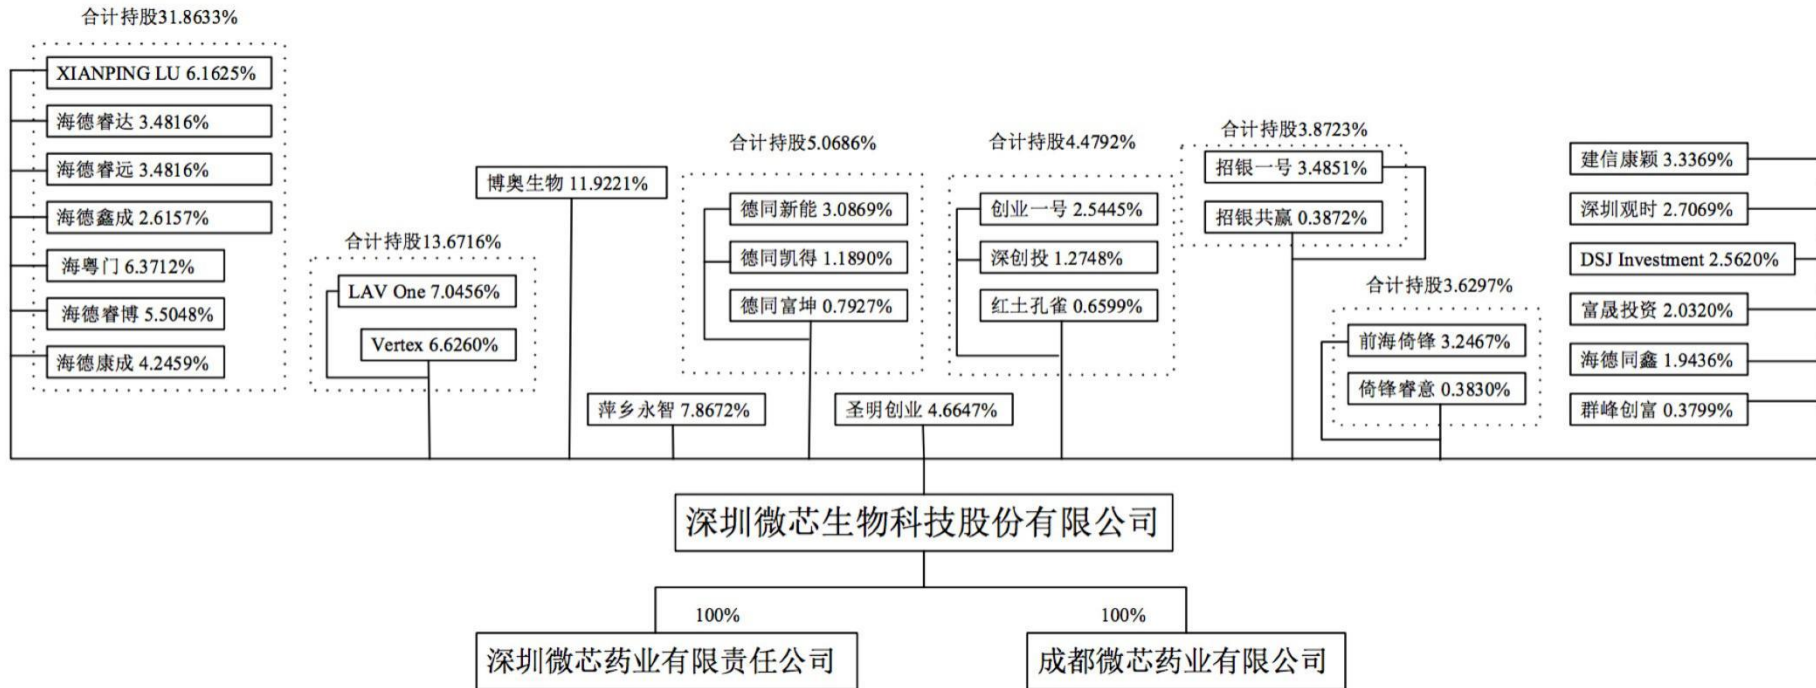 合计持股31.8633%
XIANPING LU 6.1625%
海德睿达 3.4816%
海德睿远 3.4816%
海德鑫成 2.6157%
海粤门 6.3712%
海德睿博 5.5048%
海德康成 4.2459%
合计持股13.6716%
LAV One 7.0456%
Vertex 6.6260%
博奥生物 11.9221%
萍乡永智 7.8672%
合计持股5.0686%
德同新能 3.0869%
德同凯得 1.1890%
德同富坤 0.7927%
圣明创业 4.6647%
合计持股4.4792%
创业一号 2.5445%
深创投 1.2748%
红土孔雀 0.6599%
合计持股3.8723%
招银一号 3.4851%
招银共赢 0.3872%
合计持股3.6297%
前海倚锋 3.2467%
倚锋睿意 0.3830%
建信康颖 3.3369%
深圳观时 2.7069%
DSJ Investment 2.5620%
富晟投资 2.0320%
海德同鑫 1.9436%
群峰创富 0.3799%
深圳微芯生物科技股份有限公司
100%
100%
深圳微芯药业有限责任公司
成都微芯药业有限公司